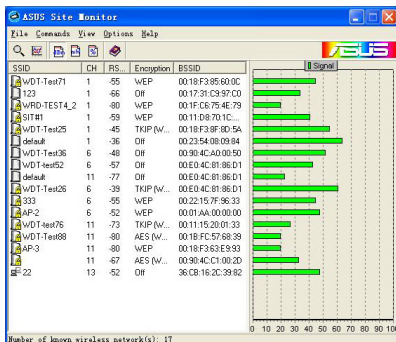 ASUS Site Monitor
File Commands View Options Help
ASUS
SSID CH RS... Encryption BSSID Signal
WDT-Test71 1 -55 WEP 00:18:F3:85:60:0C
123 1 -66 Off 00:17:31:C9:97:C0
WRD-TEST4_2 1 -80 WEP 00:1F:C6:75:4E:79
SIT#1 1 -59 WEP 00:11:D8:70:1C:...
WDT-Test25 1 -45 TKIP (W... 00:18:F3:8F:8D:5A
default 1 -36 Off 00:23:54:08:09:84
WDT-Test36 6 -48 Off 00:90:4C:A0:00:50
WDT-test52 6 -57 Off 00:E0:4C:81:86:D1
default 11 -77 Off 00:E0:4C:81:86:D1
WDT-Test26 6 -39 TKIP (W... 00:E0:4C:81:86:D1
333 6 -55 WEP 00:22:15:7F:96:33
AP-2 6 -52 WEP 00:01:AA:00:00:00
WDT-test76 11 -73 TKIP (W... 00:11:15:20:01:33
WDT-Test88 11 -80 AES (W... 00:18:FC:57:68:39
AP-3 11 -80 WEP 00:18:F3:63:E9:93
11 -67 AES (W... 00:90:4C:C1:00:2D
22 13 -52 Off 36:CB:16:2C:39:82
0 10 20 30 40 50 60 70 80 90 100
Number of known wireless network(s): 17